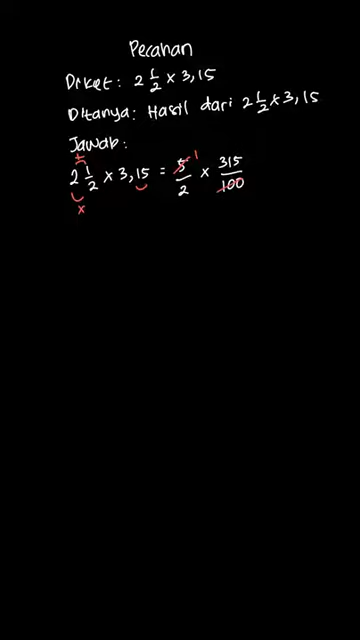 Pecahan
Diket: 2 1/2 x 3,15
Ditanya: Hasil dari 2 1/2 x 3,15
Jawab:
+
2 1/2 x 3,15 = 5/2 x 315/100
1
x